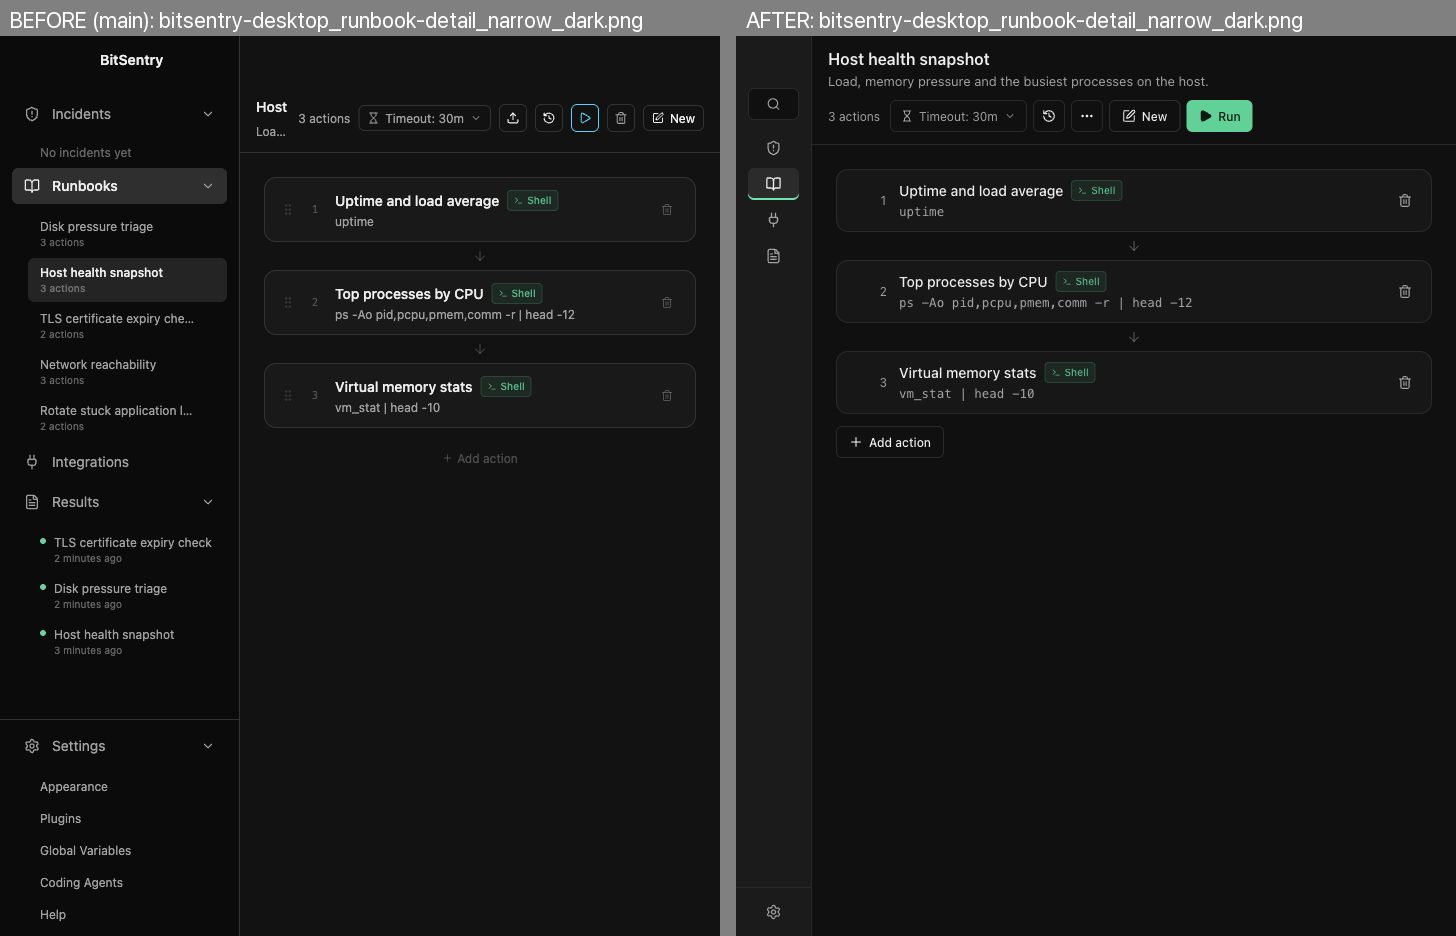 BEFORE (main): bitsentry-desktop_runbook-detail_narrow_dark.png
BitSentry
Incidents
No incidents yet
Runbooks
Disk pressure triage
3 actions
Host health snapshot
3 actions
TLS certificate expiry che...
2 actions
Network reachability
3 actions
Rotate stuck application l...
2 actions
Integrations
Results
TLS certificate expiry check
2 minutes ago
Disk pressure triage
2 minutes ago
Host health snapshot
3 minutes ago
Settings
Appearance
Plugins
Global Variables
Coding Agents
Help
Host
Loa...
3 actions
Timeout: 30m
New
1
Uptime and load average
Shell
uptime
2
Top processes by CPU
Shell
ps -Ao pid,pcpu,pmem,comm -r | head -12
3
Virtual memory stats
Shell
vm_stat | head -10
+ Add action
AFTER: bitsentry-desktop_runbook-detail_narrow_dark.png
Host health snapshot
Load, memory pressure and the busiest processes on the host.
3 actions
Timeout: 30m
New
Run
1
Uptime and load average
Shell
uptime
2
Top processes by CPU
Shell
ps -Ao pid,pcpu,pmem,comm -r | head -12
3
Virtual memory stats
Shell
vm_stat | head -10
+ Add action